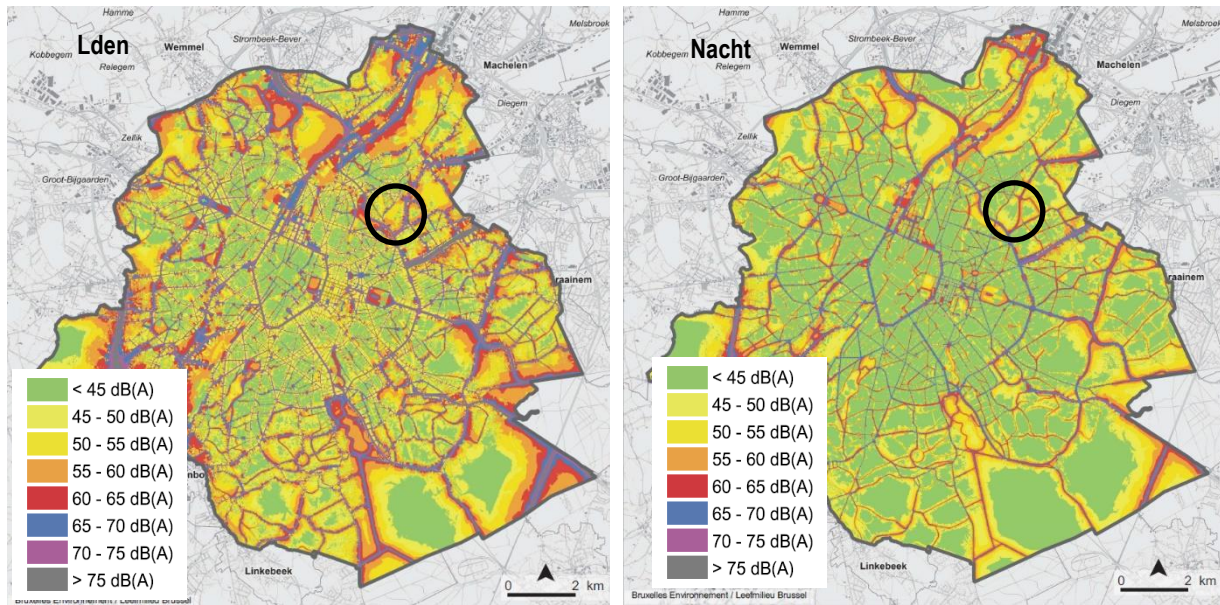 Hamme
Lden
Wemmel
Strombeek-Bever
Melsbroek
Kobbegem
Relegem
Machelen
Diegem
Zellik
Groot-Bijgaarden
raainem
< 45 dB(A)
45 - 50 dB(A)
50 - 55 dB(A)
55 - 60 dB(A)
60 - 65 dB(A)
65 - 70 dB(A)
70 - 75 dB(A)
> 75 dB(A)
nbo
Linkebeek
0 2 km
Bruxelles Environnement / Leefmilieu Brussel
Hamme
Nacht
Wemmel
Strombeek-Bever
Melsbroek
Kobbegem
Relegem
Machelen
Diegem
Zellik
Groot-Bijgaarden
raainem
< 45 dB(A)
45 - 50 dB(A)
50 - 55 dB(A)
55 - 60 dB(A)
60 - 65 dB(A)
65 - 70 dB(A)
70 - 75 dB(A)
> 75 dB(A)
Linkebeek
0 2 km
Bruxelles Environnement / Leefmilieu Brussel